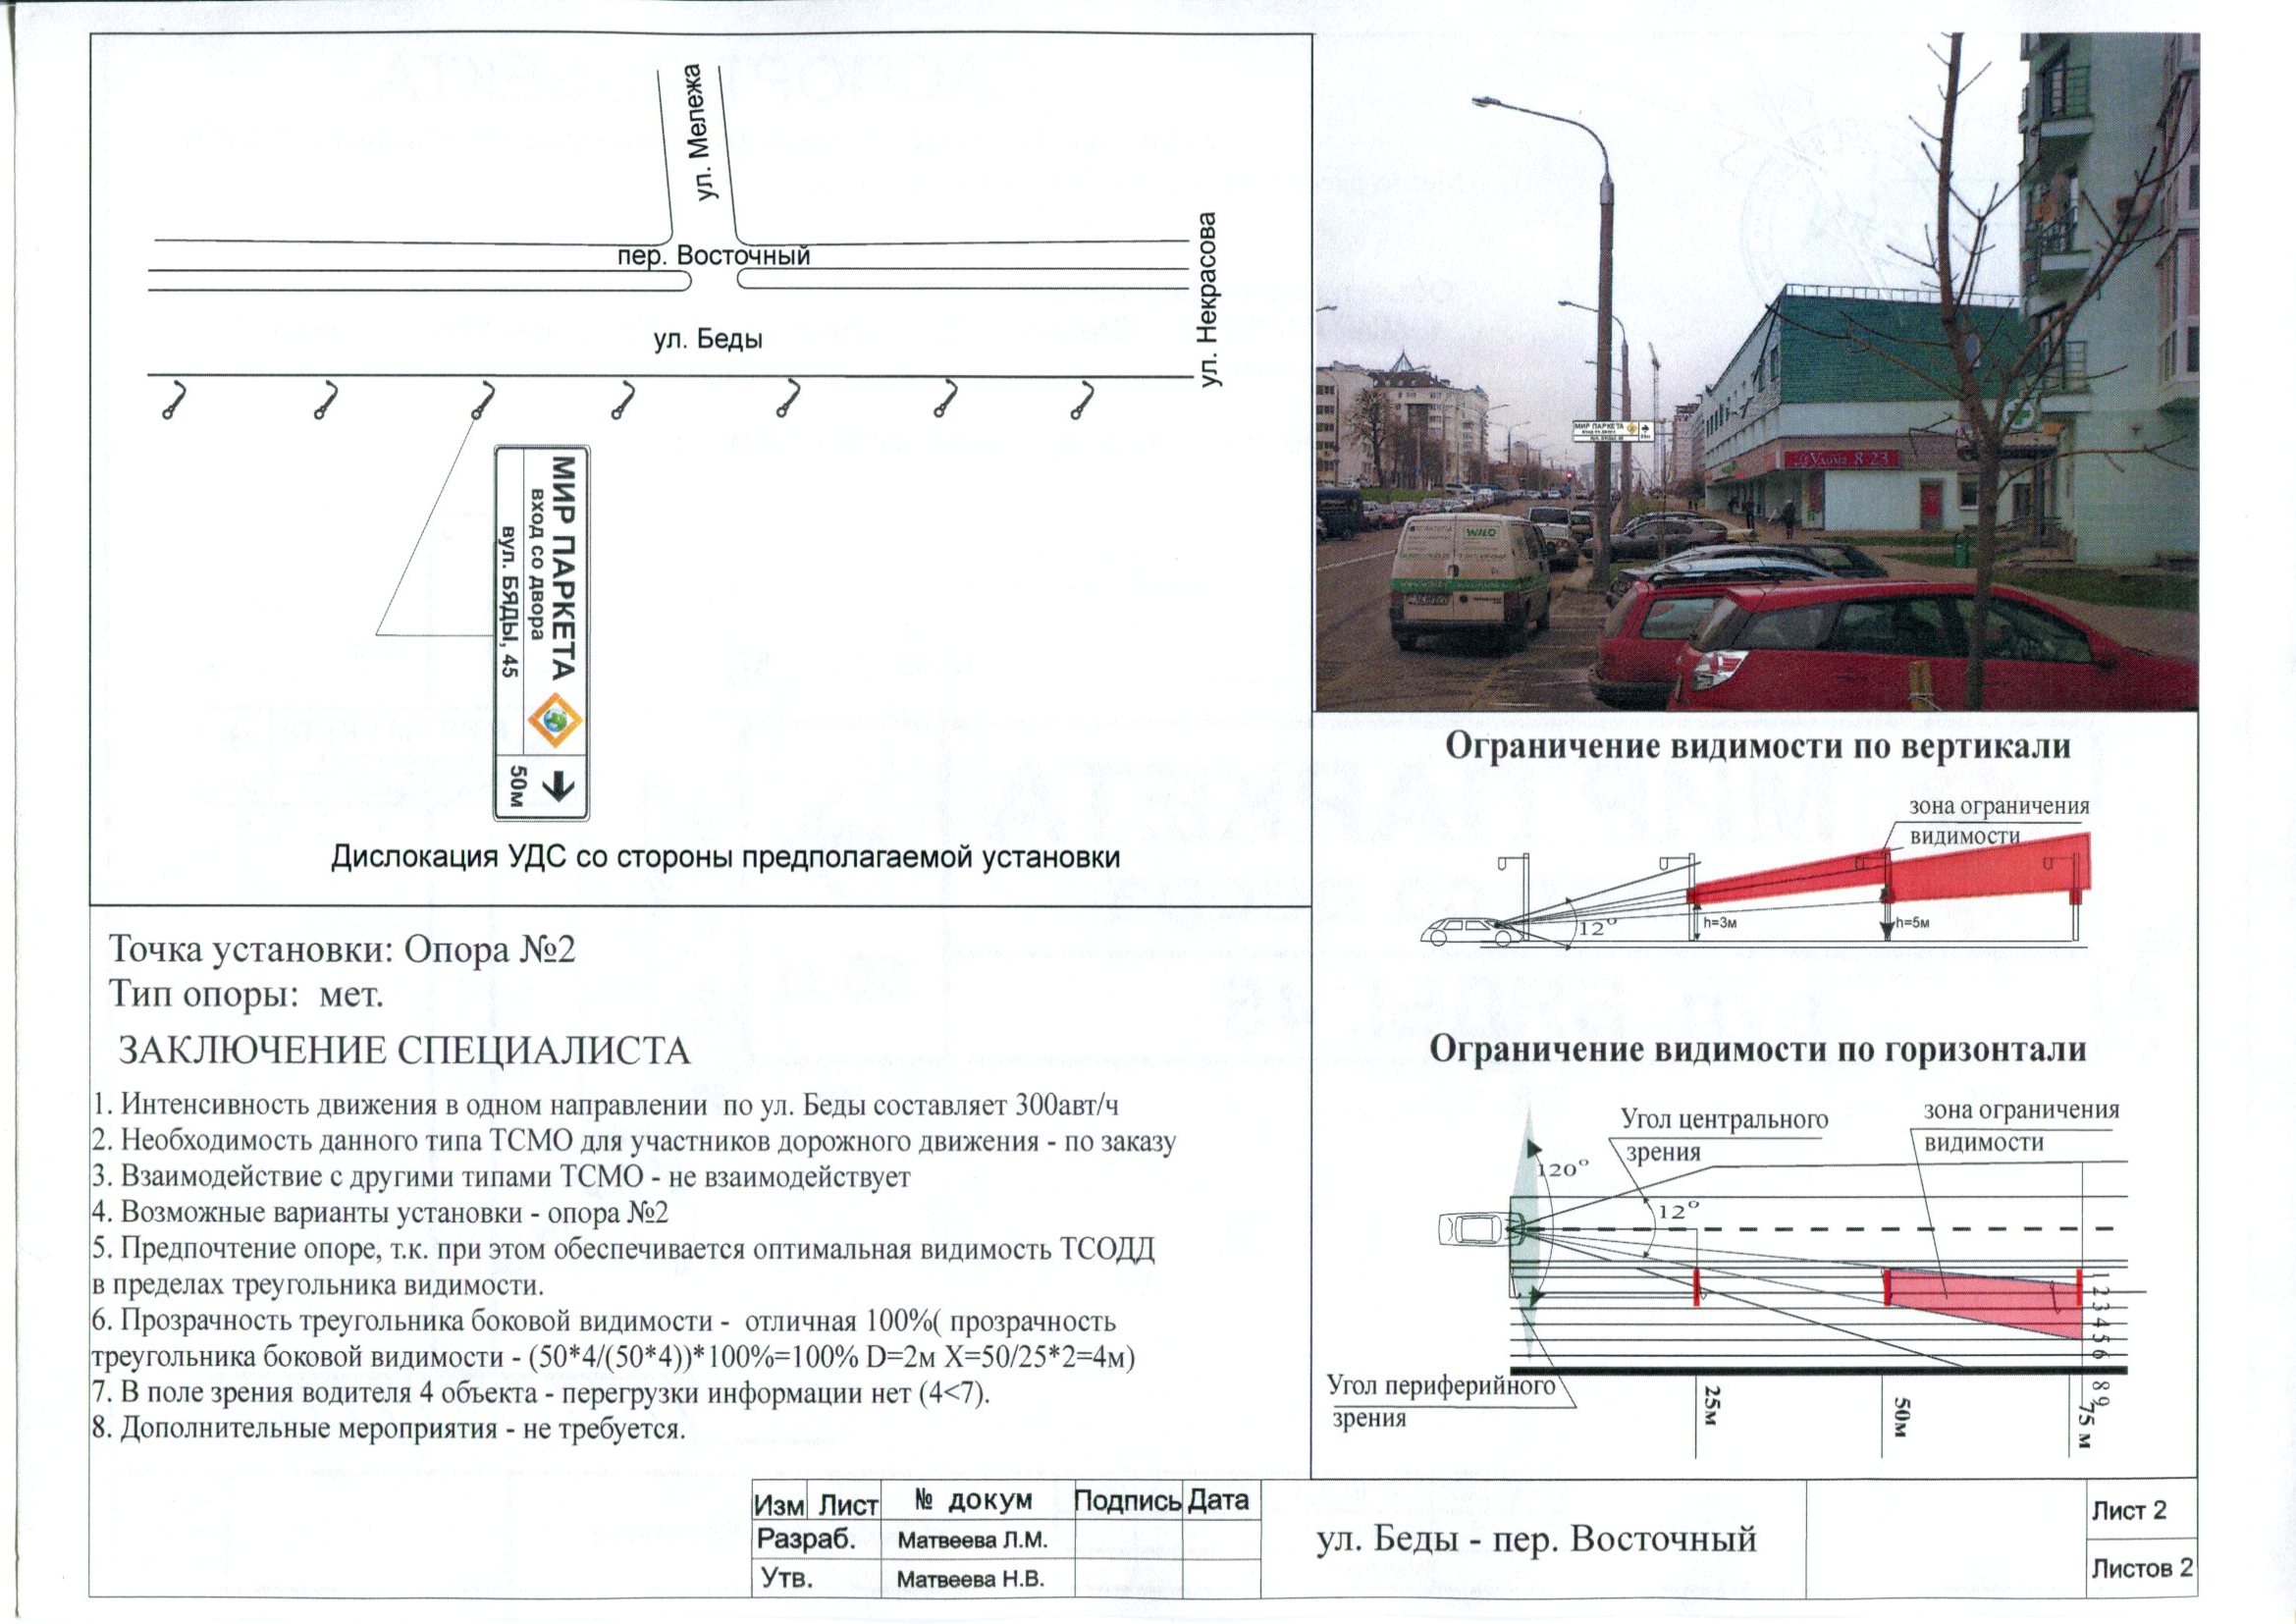 ул. Мележа
пер. Восточный
ул. Некрасова
ул. Беды
МИР ПАРКЕТА
вход со двора
вул. БЯДЫ, 45
50м
Дислокация УДС со стороны предполагаемой установки
МИР ПАРКЕТА
WILO
8-23
Ограничение видимости по вертикали
зона ограничения
видимости
12°
h=3м
h=5м
Точка установки: Опора №2
Тип опоры: мет.
ЗАКЛЮЧЕНИЕ СПЕЦИАЛИСТА
1. Интенсивность движения в одном направлении по ул. Беды составляет 300авт/ч
2. Необходимость данного типа ТСМО для участников дорожного движения - по заказу
3. Взаимодействие с другими типами ТСМО - не взаимодействует
4. Возможные варианты установки - опора №2
5. Предпочтение опоре, т.к. при этом обеспечивается оптимальная видимость ТСОДД
в пределах треугольника видимости.
6. Прозрачность треугольника боковой видимости - отличная 100%( прозрачность
треугольника боковой видимости - (50*4/(50*4))*100%=100% D=2м X=50/25*2=4м)
7. В поле зрения водителя 4 объекта - перегрузки информации нет (4<7).
8. Дополнительные мероприятия - не требуется.
Ограничение видимости по горизонтали
Угол центрального
зрения
зона ограничения
видимости
120°
12°
1 2 3 4 5 6 8 9
Угол периферийного
зрения
25м
50м
75 м
Изм Лист № докум Подпись Дата
Разраб. Матвеева Л.М.
Утв. Матвеева Н.В.
ул. Беды - пер. Восточный
Лист 2
Листов 2